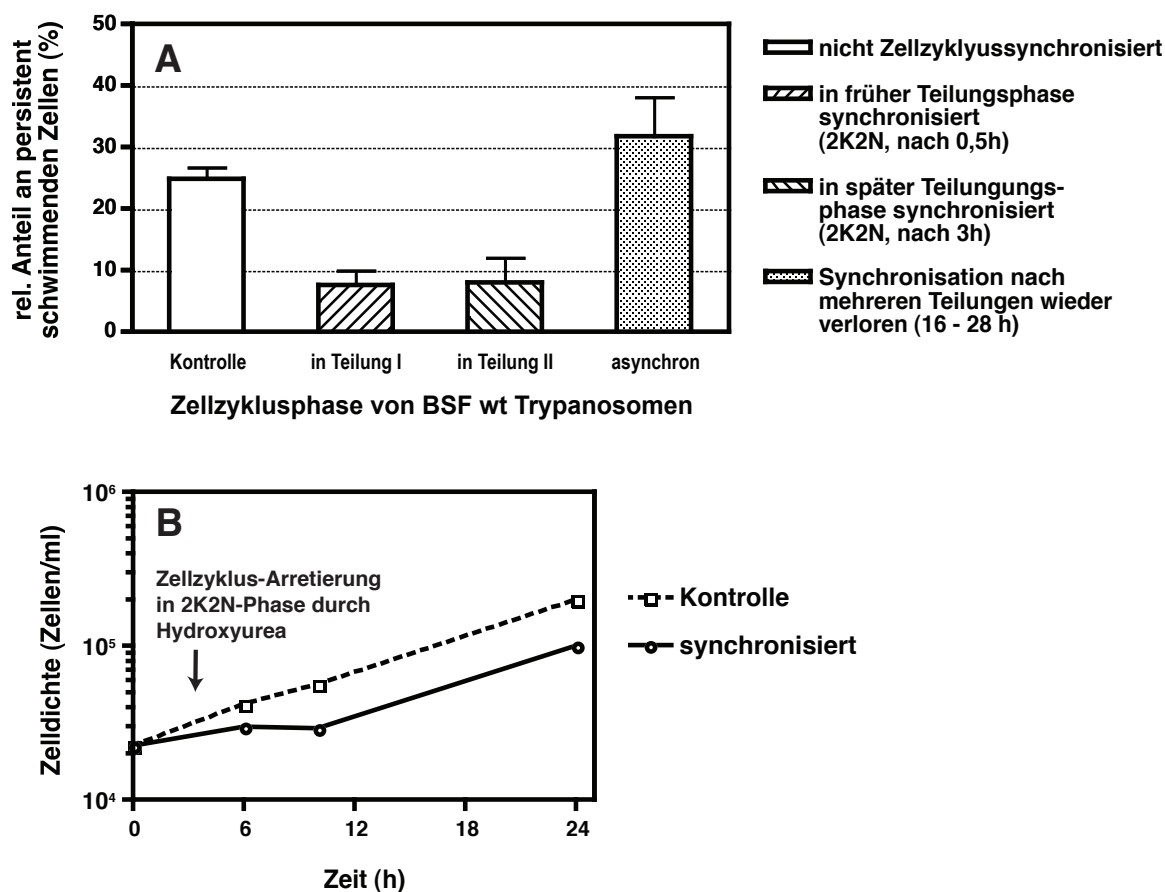 A
rel. Anteil an persistent
schwimmenden Zellen (%)
50
40
30
20
10
0
Kontrolle
in Teilung I
in Teilung II
asynchron
Zellzyklusphase von BSF wt Trypanosomen
nicht Zellzyklyussynchronisiert
in früher Teilungsphase
synchronisiert
(2K2N, nach 0,5h)
in später Teilungungs-
phase synchronisiert
(2K2N, nach 3h)
Synchronisation nach
mehreren Teilungen wieder
verloren (16 - 28 h)
B
Zelldichte (Zellen/ml)
10⁶
10⁵
10⁴
Zellzyklus-Arretierung
in 2K2N-Phase durch
Hydroxyurea
0
6
12
18
24
Zeit (h)
Kontrolle
synchronisiert